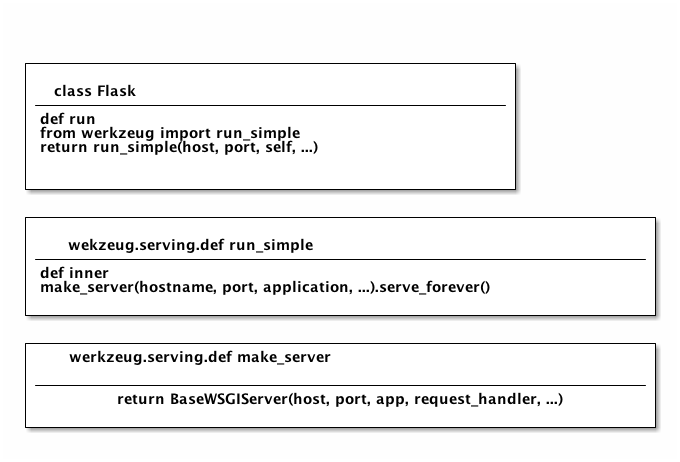 class Flask
def run
from werkzeug import run_simple
return run_simple(host, port, self, ...)
wekzeug.serving.def run_simple
def inner
make_server(hostname, port, application, ...).serve_forever()
werkzeug.serving.def make_server
return BaseWSGIServer(host, port, app, request_handler, ...)